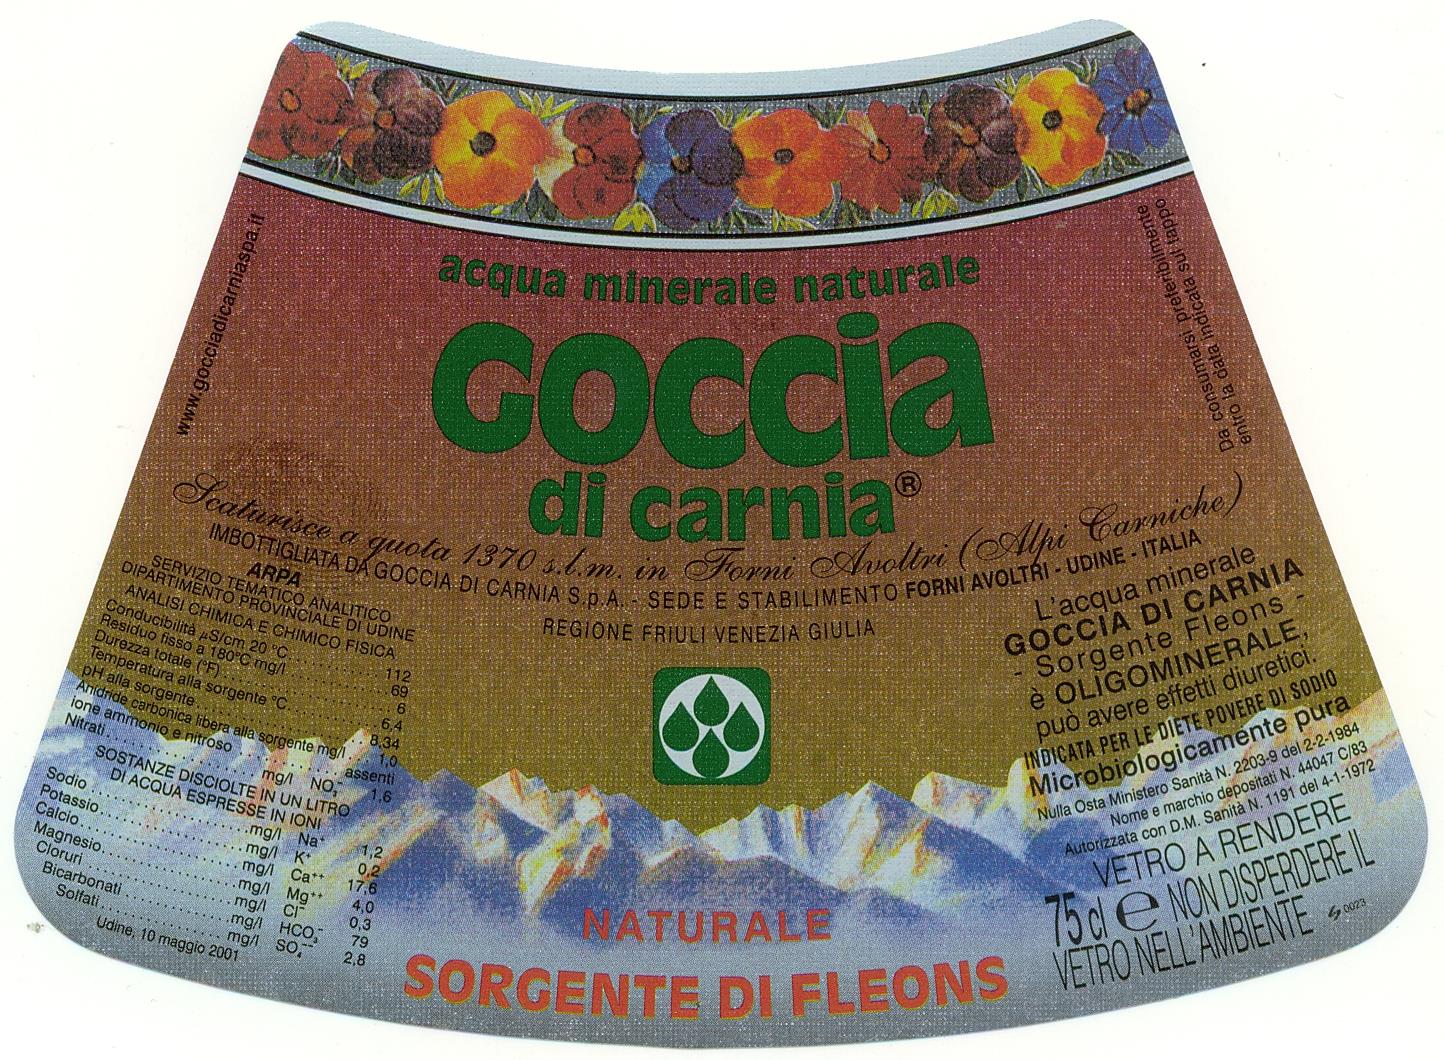 www.gocciadicarniaspa.it
Da consumarsi preferibilmente
entro la data indicata sul tappo
acqua minerale naturale
GOCCIA
di carnia®
Scaturisce a quota 1370 s.l.m. in Forni Avoltri (Alpi Carniche)
IMBOTTIGLIATA DA GOCCIA DI CARNIA S.p.A. - SEDE E STABILIMENTO FORNI AVOLTRI - UDINE - ITALIA
REGIONE FRIULI VENEZIA GIULIA
ARPA
SERVIZIO TEMATICO ANALITICO
DIPARTIMENTO PROVINCIALE DI UDINE
ANALISI CHIMICA E CHIMICO FISICA
Conducibilità µS/cm 20 °C. 112
Residuo fisso a 180°C mg/l 69
Durezza totale (°F) 6
Temperatura alla sorgente °C 6,4
pH alla sorgente 8,34
Anidride carbonica libera alla sorgente mg/l 1,0
ione ammonio e nitroso assenti
Nitrati mg/l NO₃⁻ 1,6
SOSTANZE DISCIOLTE IN UN LITRO
DI ACQUA ESPRESSE IN IONI
Sodio mg/l Na⁺ 1,2
Potassio mg/l K⁺ 0,2
Calcio mg/l Ca⁺⁺ 17,6
Magnesio mg/l Mg⁺⁺ 4,0
Cloruri mg/l Cl⁻ 0,3
Bicarbonati mg/l HCO₃⁻ 79
Solfati mg/l SO₄⁻⁻ 2,8
Udine, 10 maggio 2001
L'acqua minerale
GOCCIA DI CARNIA
- Sorgente Fleons -
è OLIGOMINERALE,
può avere effetti diuretici.
INDICATA PER LE DIETE POVERE DI SODIO
Microbiologicamente pura
Nulla Osta Ministero Sanità N. 2203-9 del 2-2-1984
Nome e marchio depositati N. 44047 C/83
Autorizzata con D.M. Sanità N. 1191 del 4-1-1972
VETRO A RENDERE
75 cl e NON DISPERDERE IL
VETRO NELL'AMBIENTE
0023
NATURALE
SORGENTE DI FLEONS